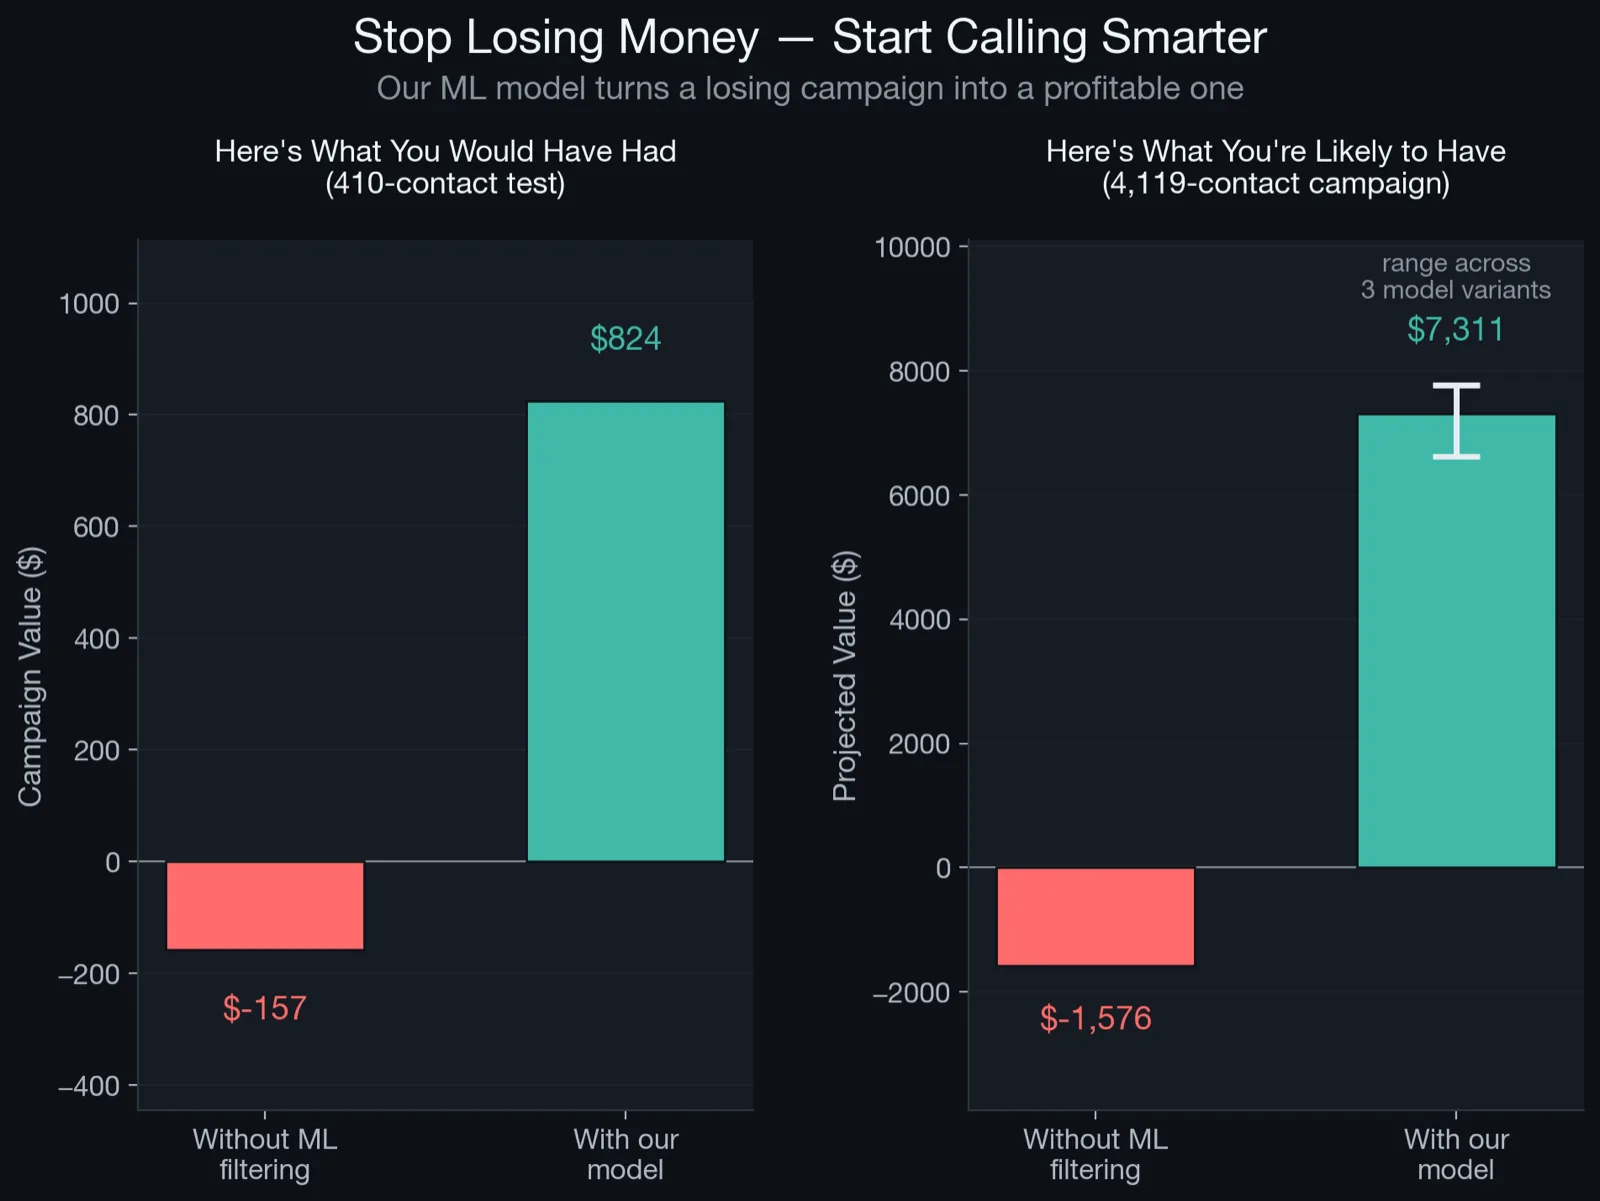 Stop Losing Money — Start Calling Smarter
Our ML model turns a losing campaign into a profitable one
Here's What You Would Have Had
(410-contact test)
Campaign Value ($)
1000
800
600
400
200
0
−200
−400
$824
$-157
Without ML
filtering
With our
model
Here's What You're Likely to Have
(4,119-contact campaign)
Projected Value ($)
10000
8000
6000
4000
2000
0
−2000
range across
3 model variants
$7,311
$-1,576
Without ML
filtering
With our
model